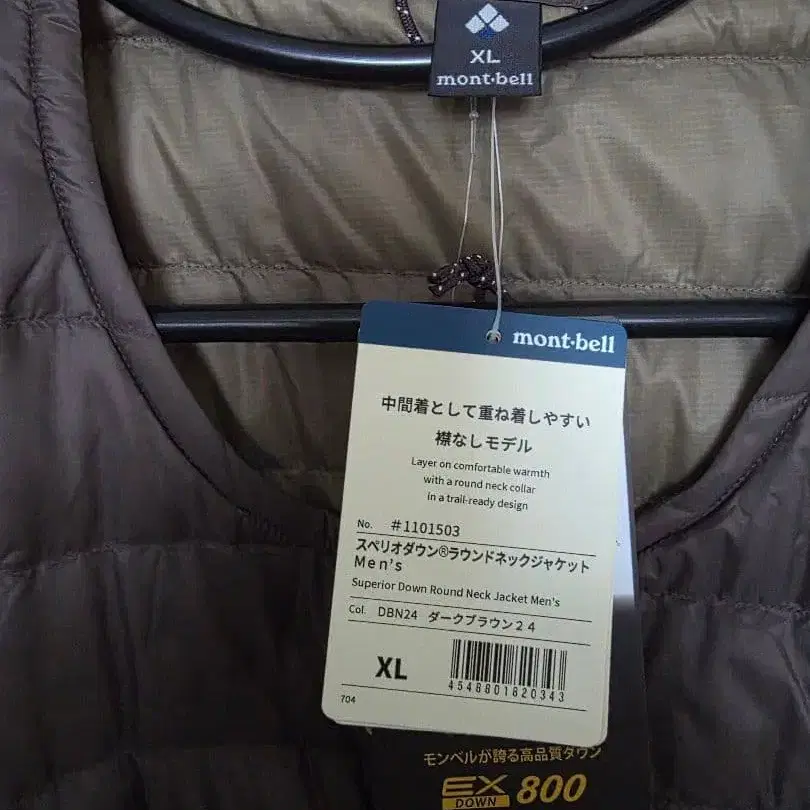 XL
mont·bell
mont·bell
中間着として重ね着しやすい
襟なしモデル
Layer on comfortable warmth
with a round neck collar
in a trail-ready design
No. #1101503
スペリオダウン®ラウンドネックジャケット
Men's
Superior Down Round Neck Jacket Men's
Col. DBN24 ダークブラウン24
XL
4548801820343
704
モンベルが誇る高品質ダウン
EX 800
DOWN